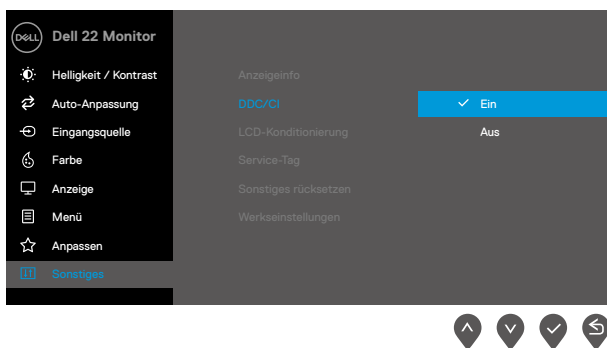 DELL Dell 22 Monitor
Helligkeit / Kontrast
Auto-Anpassung
Eingangsquelle
Farbe
Anzeige
Menü
Anpassen
Sonstiges
Anzeigeinfo
DDC/CI
LCD-Konditionierung
Service-Tag
Sonstiges rücksetzen
Werkseinstellungen
Ein
Aus